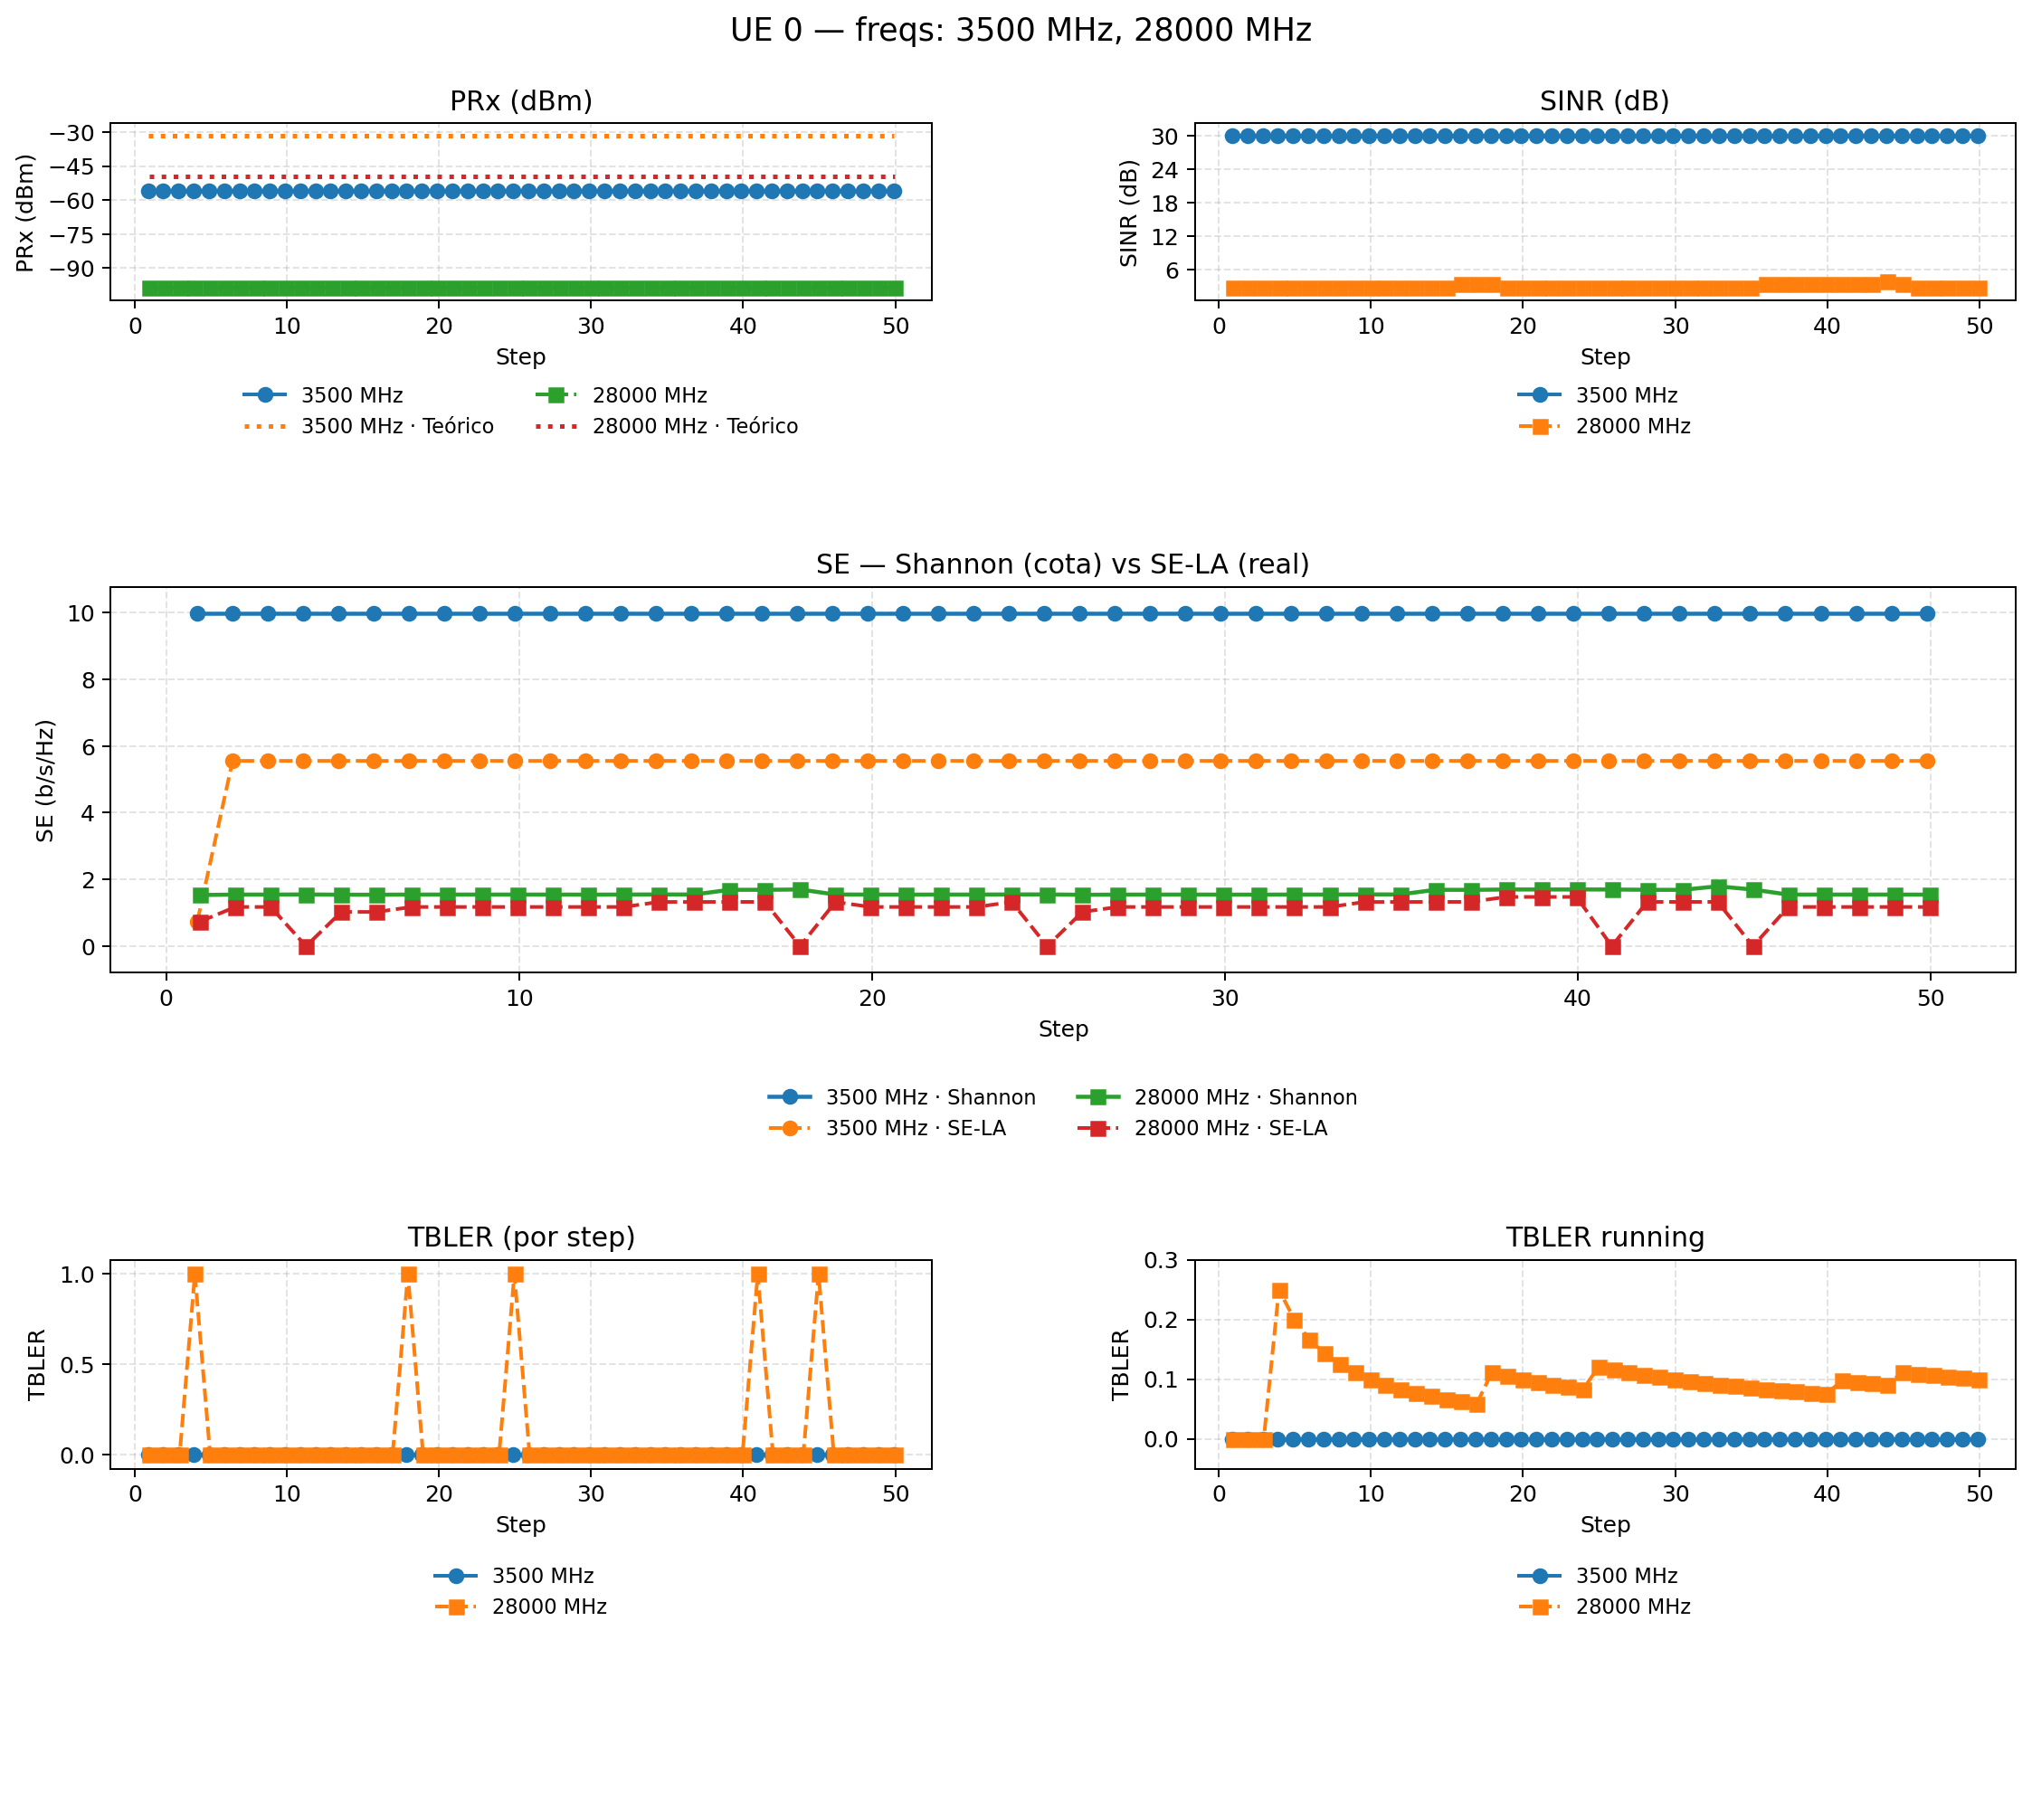 UE 0 — freqs: 3500 MHz, 28000 MHz
PRx (dBm)
PRx (dBm)
−30
−45
−60
−75
−90
0 10 20 30 40 50
Step
3500 MHz
3500 MHz · Teórico
28000 MHz
28000 MHz · Teórico
SINR (dB)
SINR (dB)
30
24
18
12
6
0 10 20 30 40 50
Step
3500 MHz
28000 MHz
SE — Shannon (cota) vs SE-LA (real)
SE (b/s/Hz)
10
8
6
4
2
0
0 10 20 30 40 50
Step
3500 MHz · Shannon
3500 MHz · SE-LA
28000 MHz · Shannon
28000 MHz · SE-LA
TBLER (por step)
TBLER
1.0
0.5
0.0
0 10 20 30 40 50
Step
3500 MHz
28000 MHz
TBLER running
TBLER
0.3
0.2
0.1
0.0
0 10 20 30 40 50
Step
3500 MHz
28000 MHz